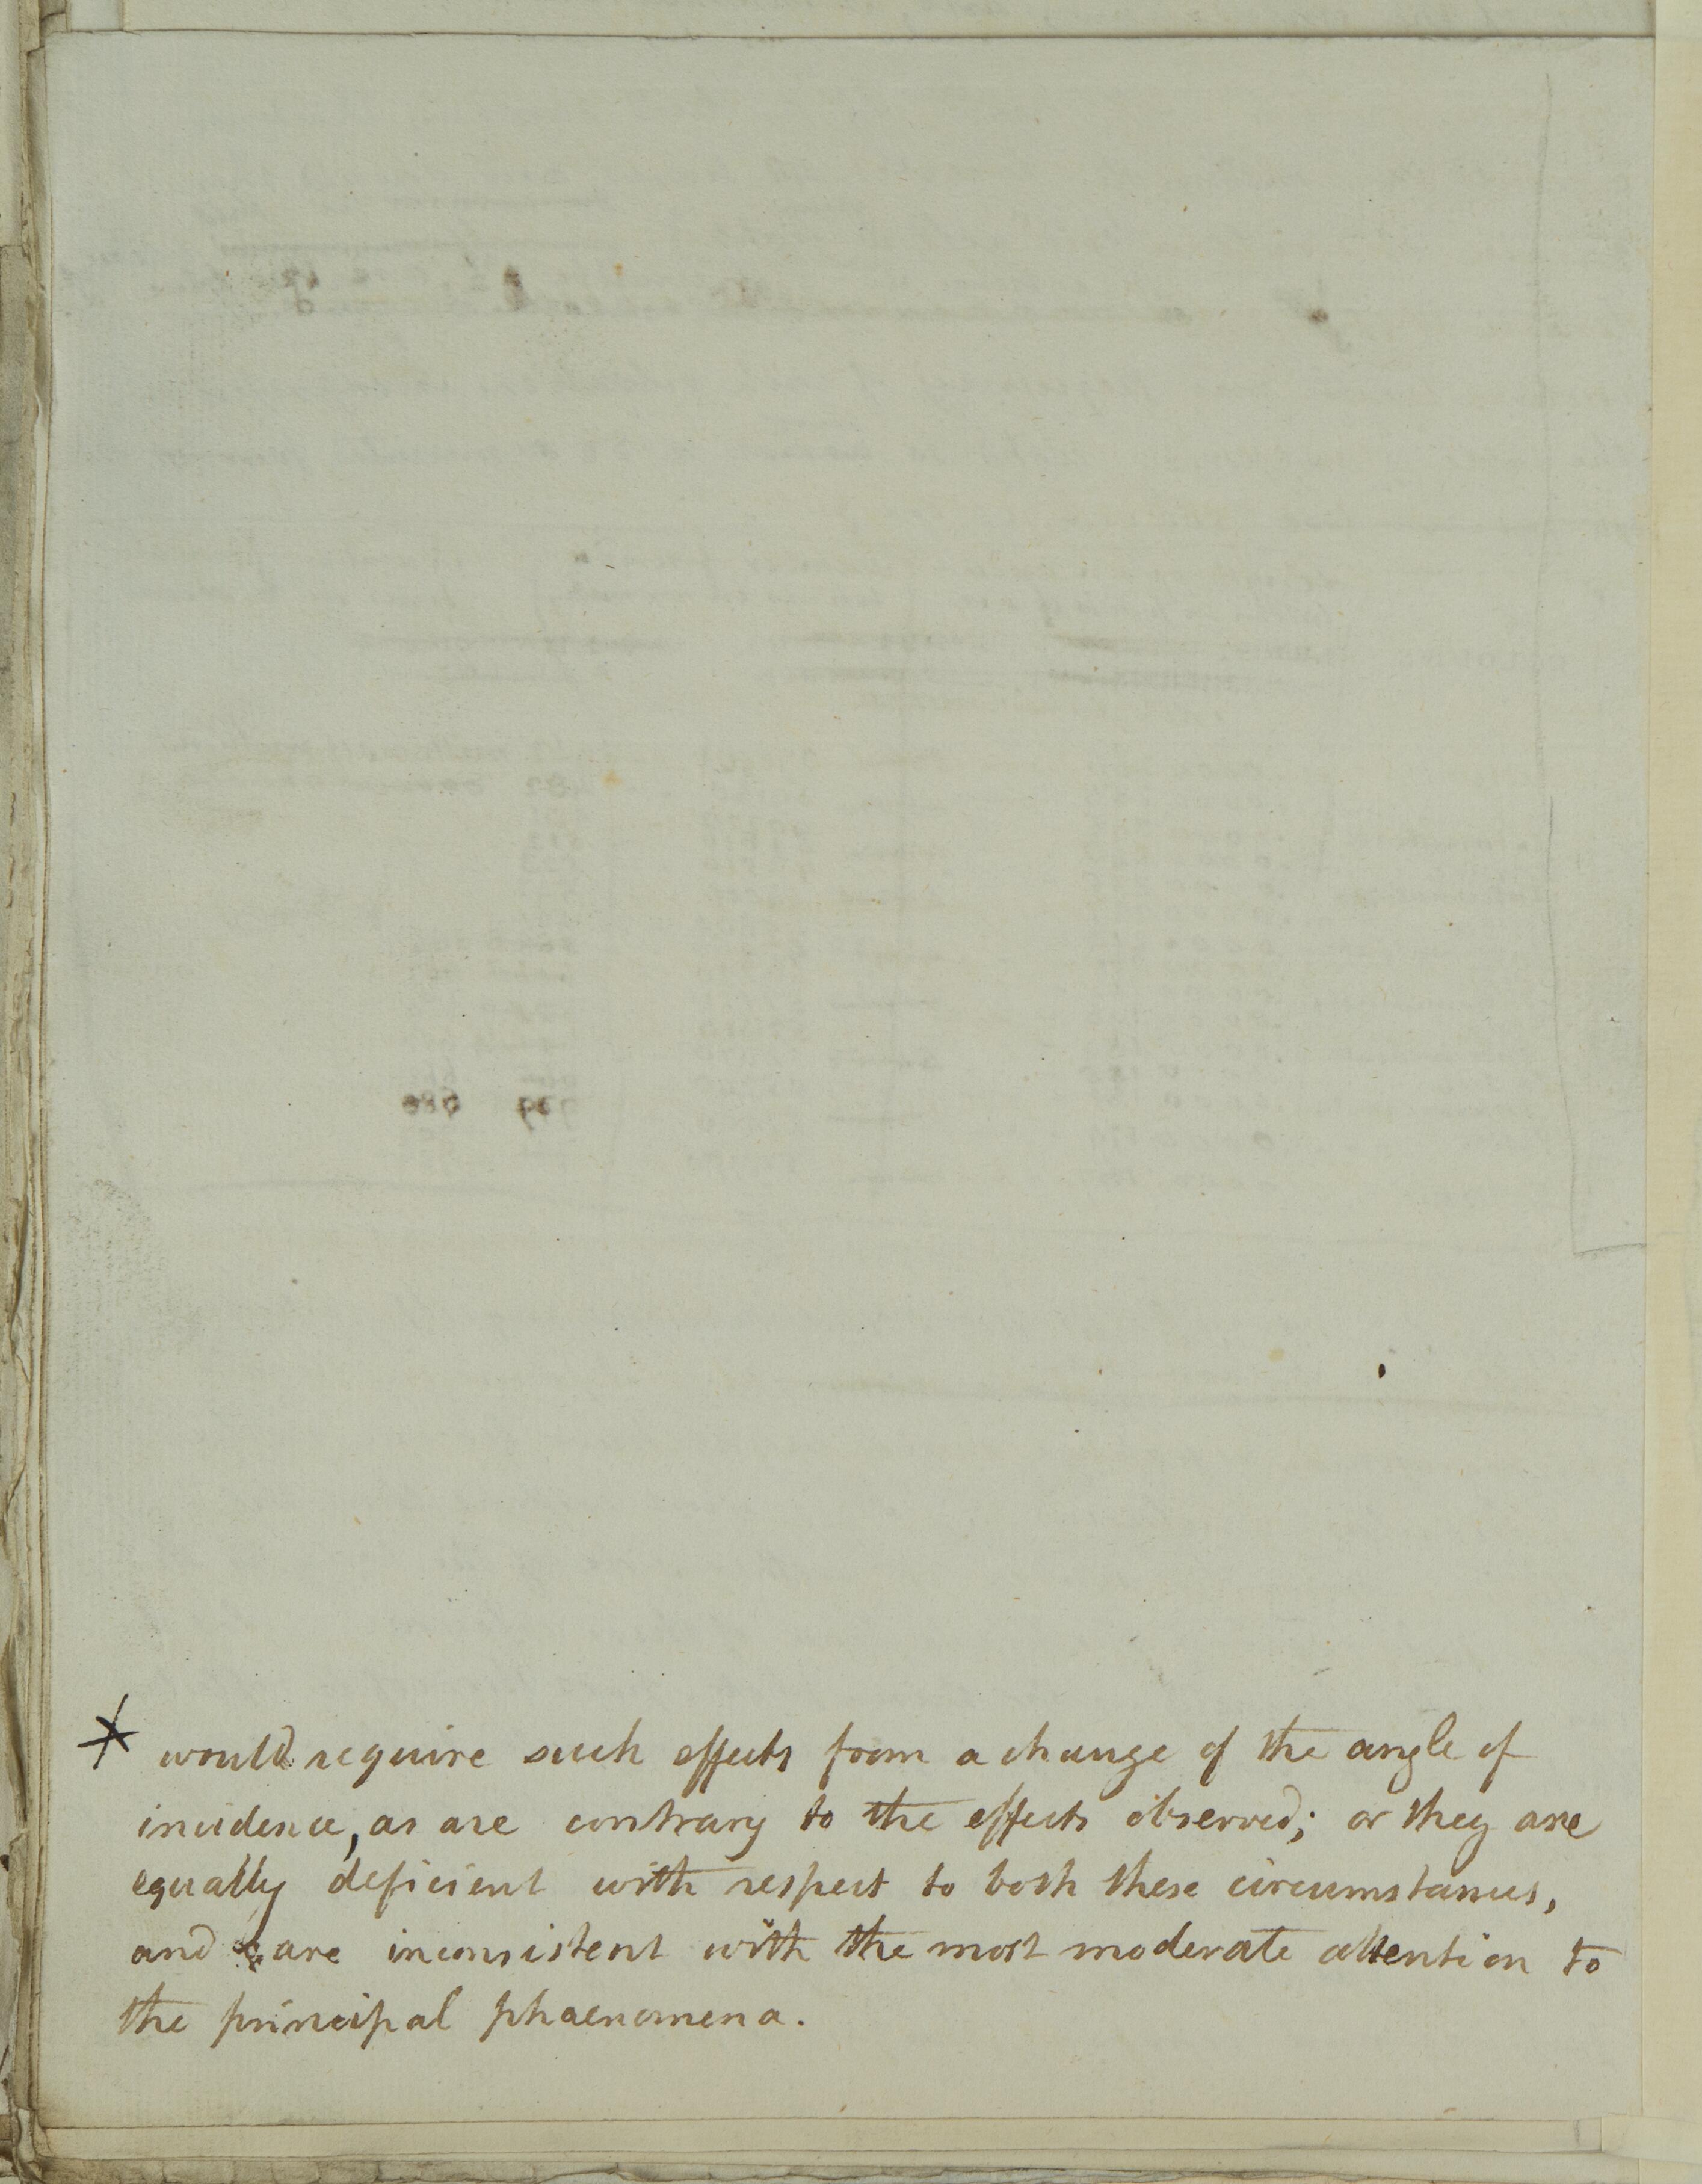 * would require such effects from a change of the angle of
incidence, as are contrary to the effects observed; or they are
equally deficient with respect to both these circumstances,
and are inconsistent with the most moderate attention to
the principal phaenomena.